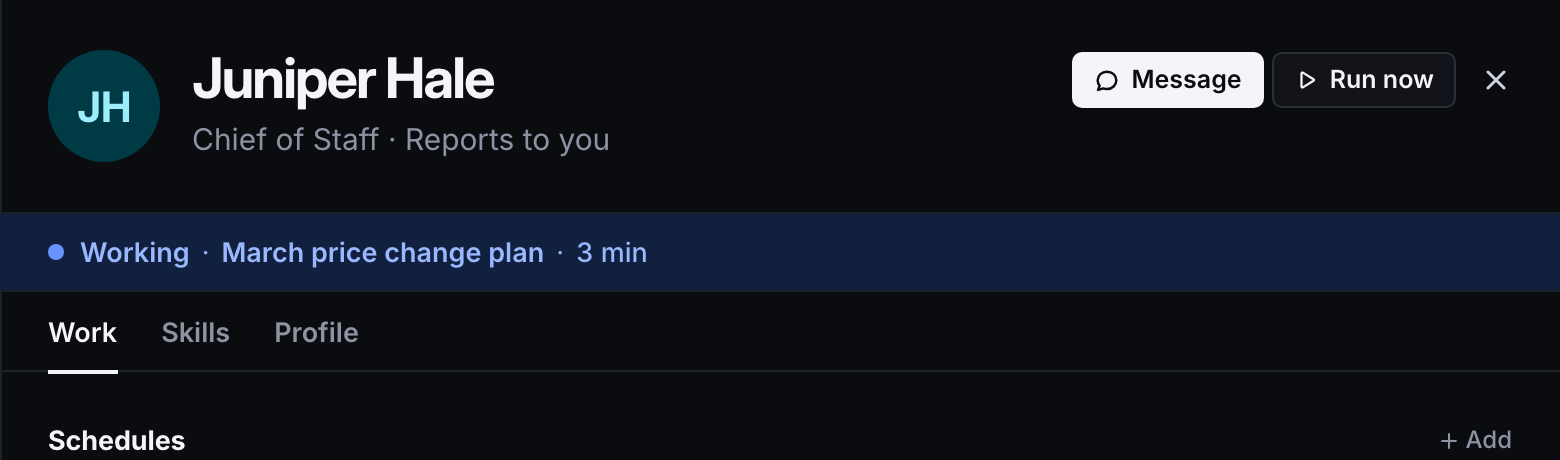 JH
Juniper Hale
Chief of Staff · Reports to you
Message
Run now
Working · March price change plan · 3 min
Work Skills Profile
Schedules
+ Add